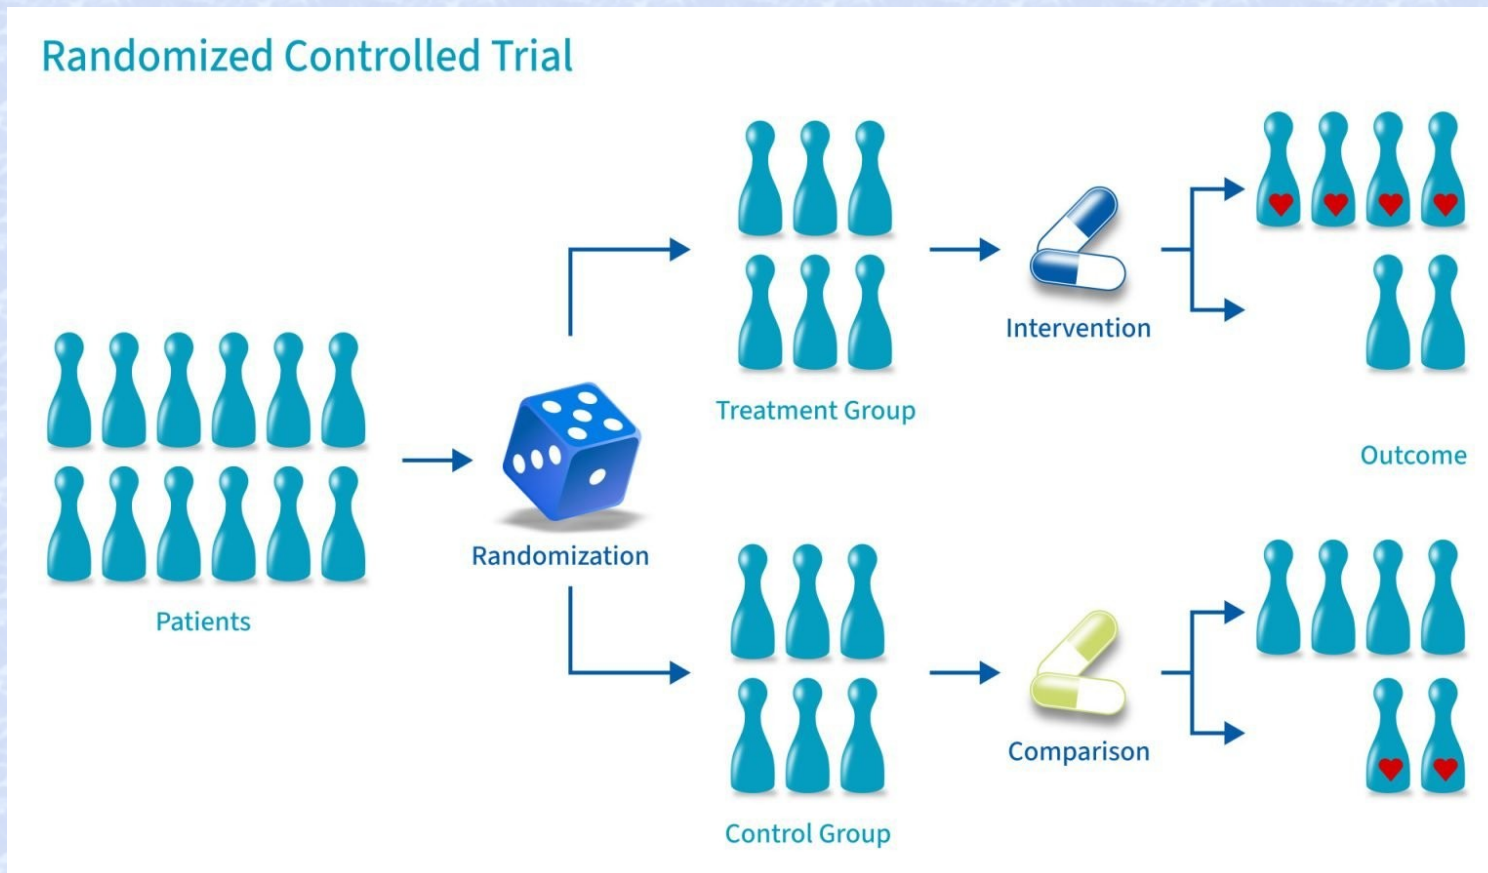 Randomized Controlled Trial
Patients
Randomization
Treatment Group
Intervention
Outcome
Control Group
Comparison